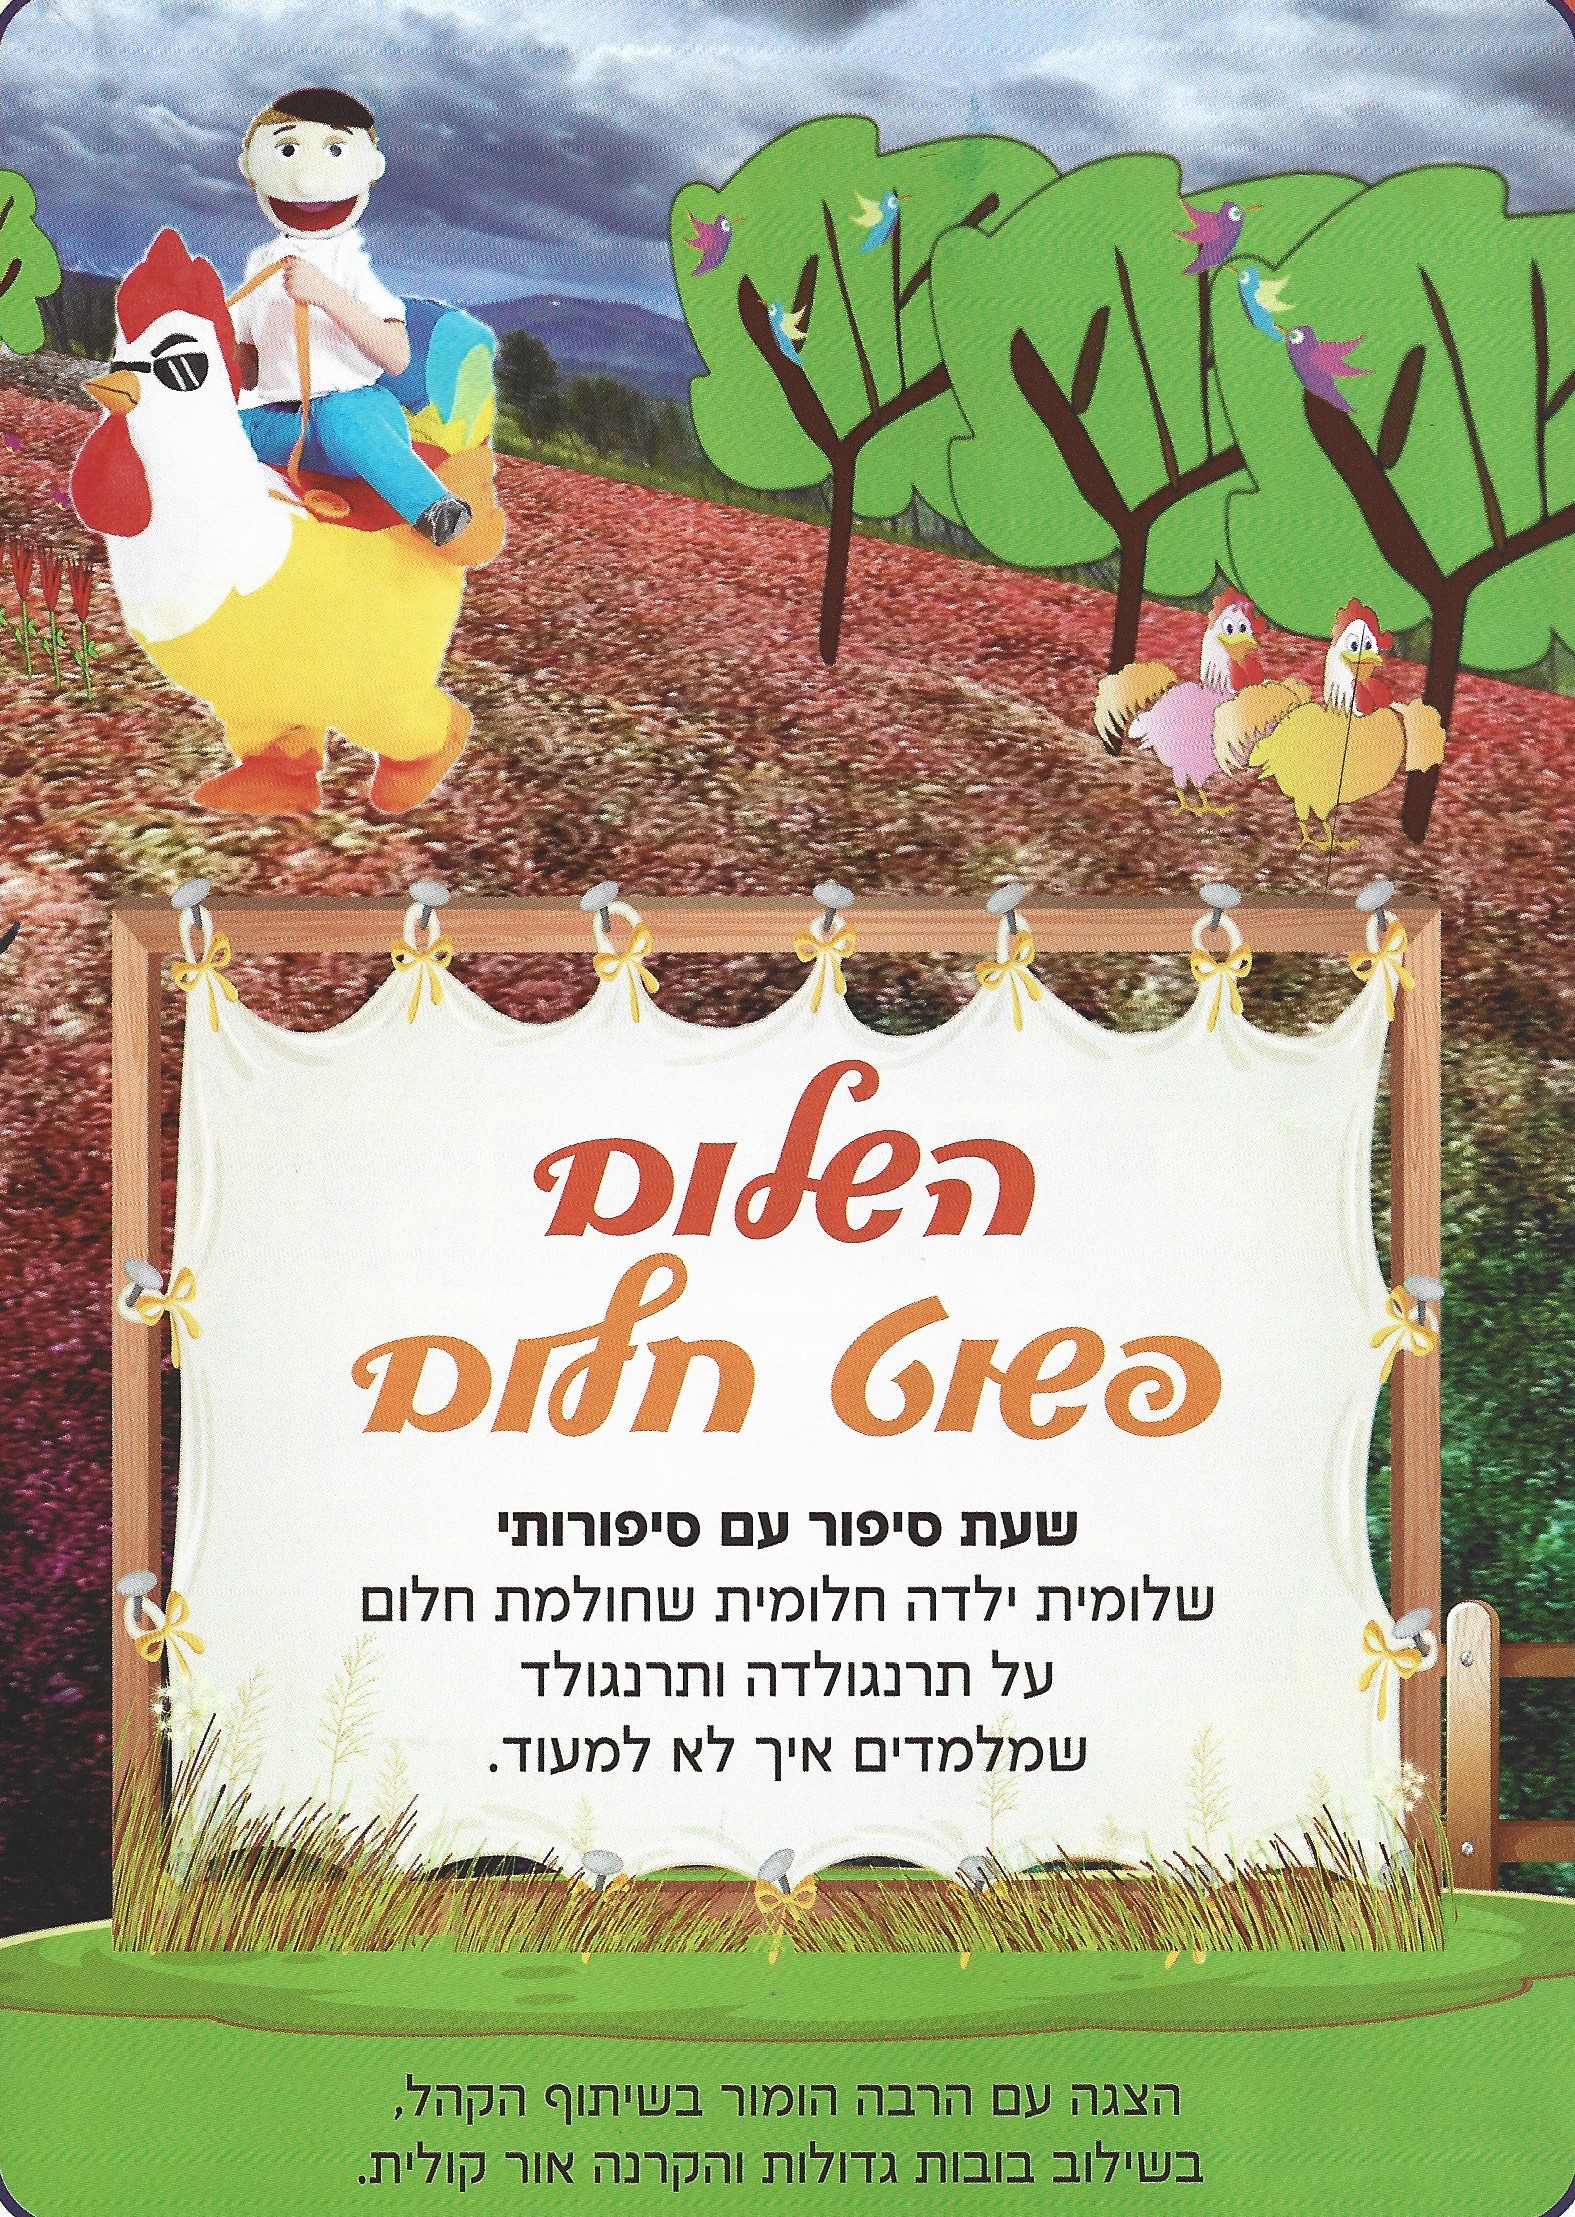 השלום
פשוט חלום
שעת סיפור עם סיפורותי
שלומית ילדה חלומית שחולמת חלום
על תרנגולדה ותרנגולד
שמלמדים איך לא למעוד.
הצגה עם הרבה הומור בשיתוף הקהל,
בשילוב בובות גדולות והקרנה אור קולית.